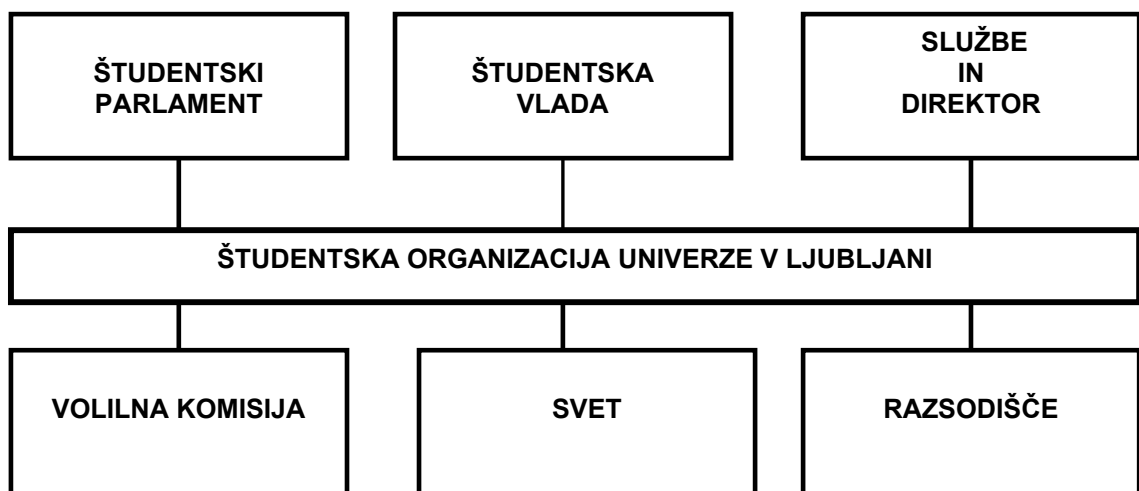 ŠTUDENTSKI
PARLAMENT
ŠTUDENTSKA
VLADA
SLUŽBE
IN
DIREKTOR
ŠTUDENTSKA ORGANIZACIJA UNIVERZE V LJUBLJANI
VOLILNA KOMISIJA
SVET
RAZSODIŠČE